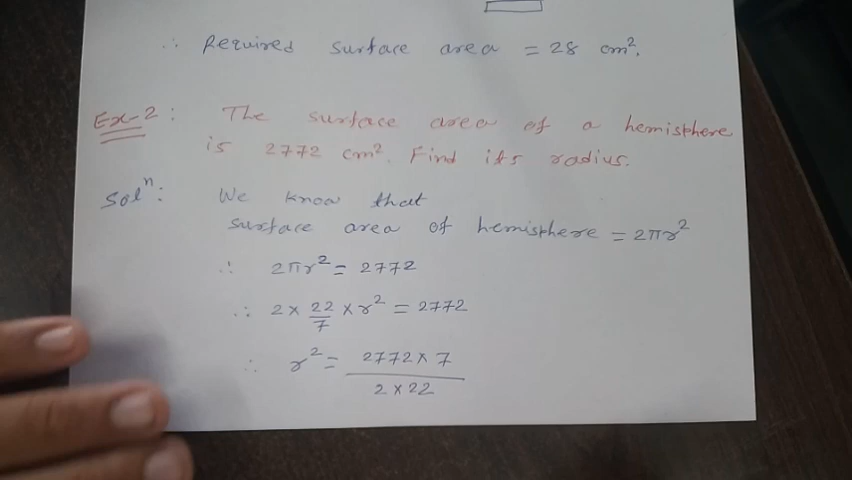 ∴ Required surface area = 28 cm².
Ex-2 : The surface area of a hemisphere
is 2772 cm². Find its radius.
Solⁿ: We know that
surface area of hemisphere = 2πr²
∴ 2πr² = 2772
∴ 2 × 22/7 × r² = 2772
∴ r² = 2772 × 7 / 2 × 22